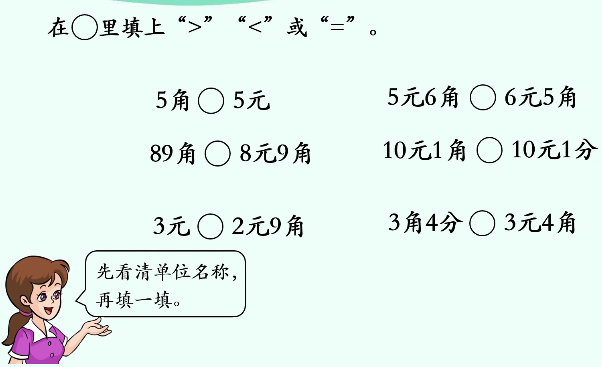 在○里填上“>”“<”或“=”。
5角○5元 5元6角○6元5角
89角○8元9角 10元1角○10元1分
3元○2元9角 3角4分○3元4角
先看清单位名称，
再填一填。